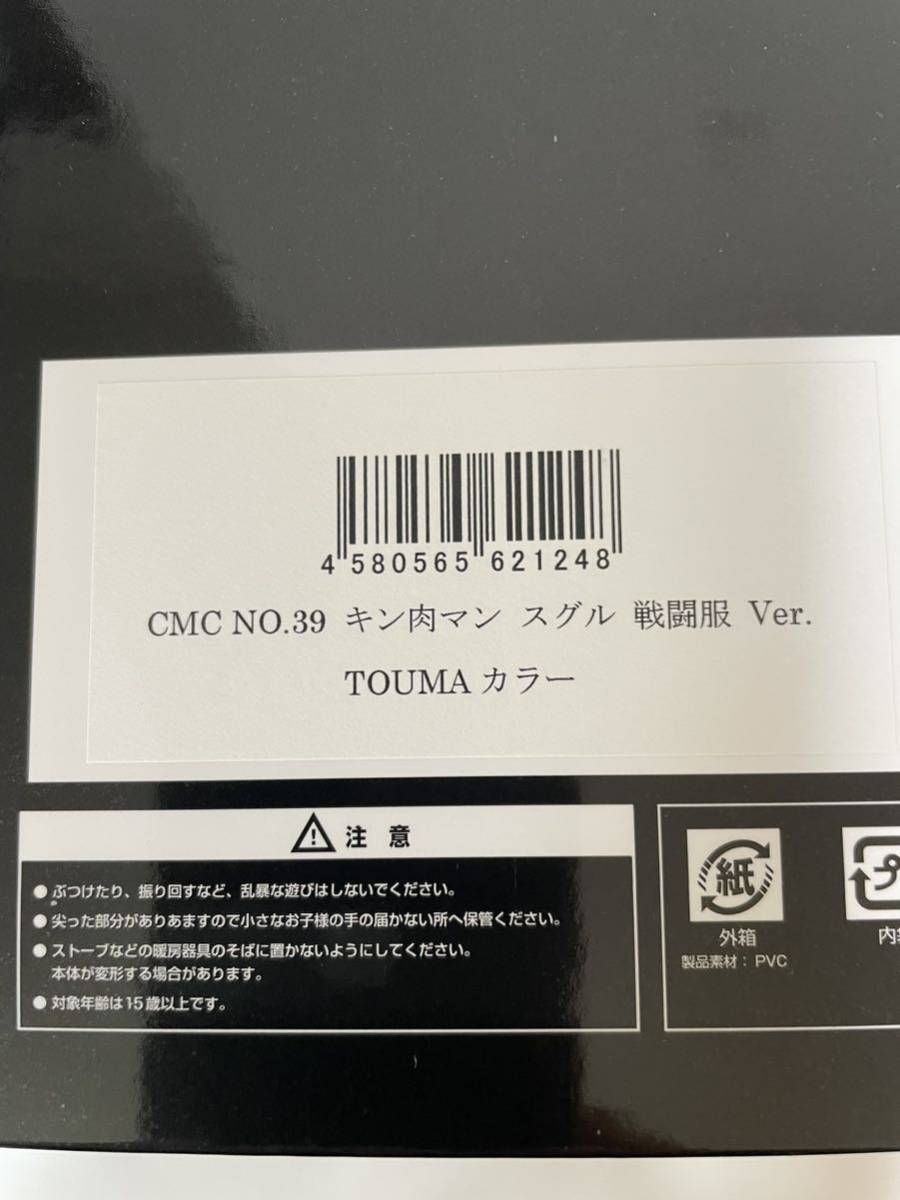 4 580565 621248
CMC NO.39 キン肉マン スグル 戦闘服 Ver.
TOUMA カラー
注 意
● ぶつけたり、振り回すなど、乱暴な遊びはしないでください。
● 尖った部分がありあますので小さなお子様の手の届かない所へ保管ください。
● ストーブなどの暖房器具のそばに置かないようにしてください。
本体が変形する場合があります。
● 対象年齢は15歳以上です。
紙
外箱
製品素材：PVC
プ
内